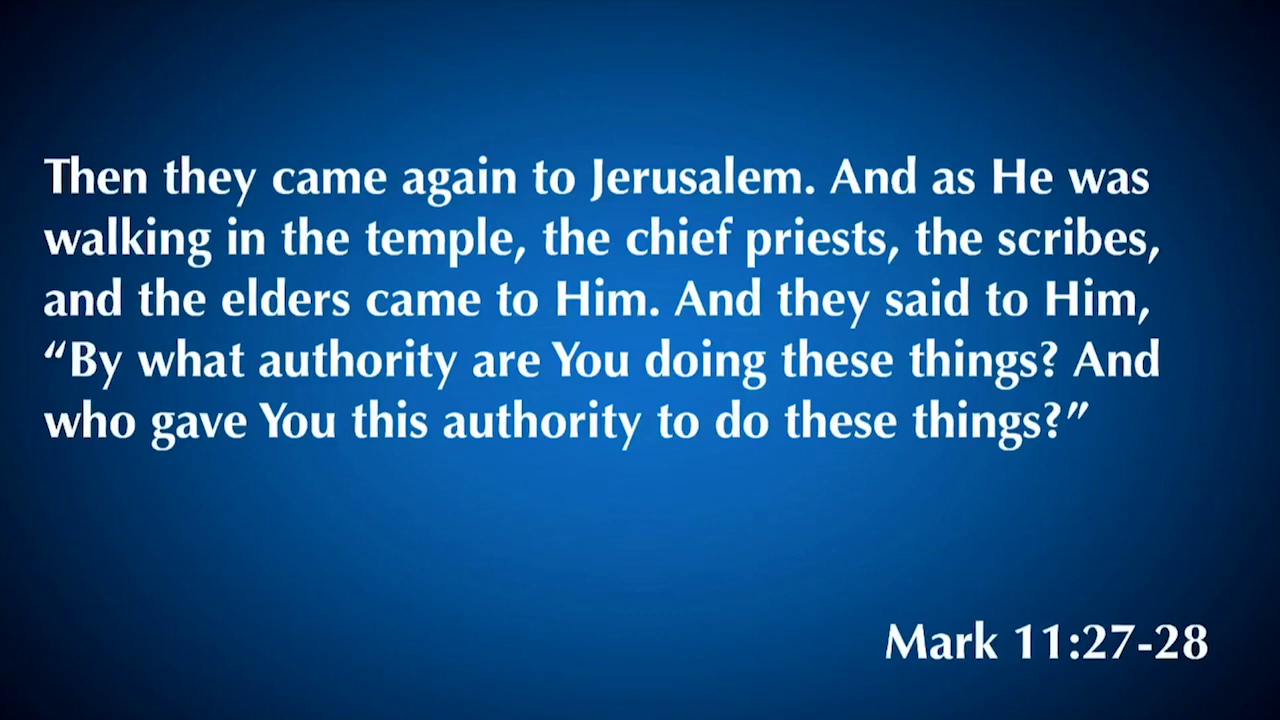 Then they came again to Jerusalem. And as He was
walking in the temple, the chief priests, the scribes,
and the elders came to Him. And they said to Him,
“By what authority are You doing these things? And
who gave You this authority to do these things?”
Mark 11:27-28